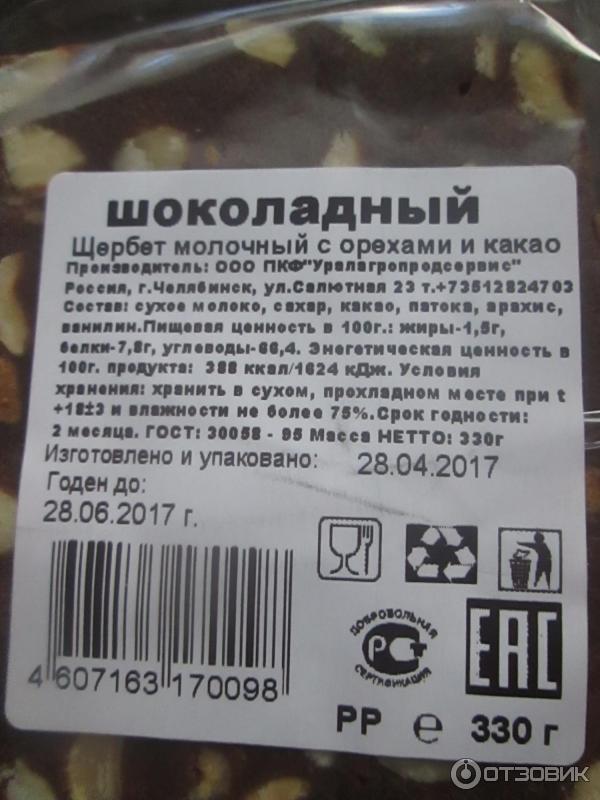 шоколадный
Щербет молочный с орехами и какао
Производитель: ООО ПКФ"Уралагропродсервис"
Россия, г.Челябинск, ул.Салютная 23 т.+73512824703
Состав: сухое молоко, сахар, какао, патока, арахис,
ванилин.Пищевая ценность в 100г.: жиры-1,5г,
белки-7,8г, углеводы-66,4. Энегетическая ценность в
100г. продукта: 388 ккал/1624 кДж. Условия
хранения: хранить в сухом, прохладном месте при t
+18±3 и влажности не более 75%.Срок годности:
2 месяца. ГОСТ: 30058 - 95 Масса НЕТТО: 330г
Изготовлено и упаковано: 28.04.2017
Годен до:
28.06.2017 г.
ДОБРОВОЛЬНАЯ
РСТ
СЕРТИФИКАЦИЯ
EAC
4 607163 170098
PP e 330 г
ОТЗОВИК